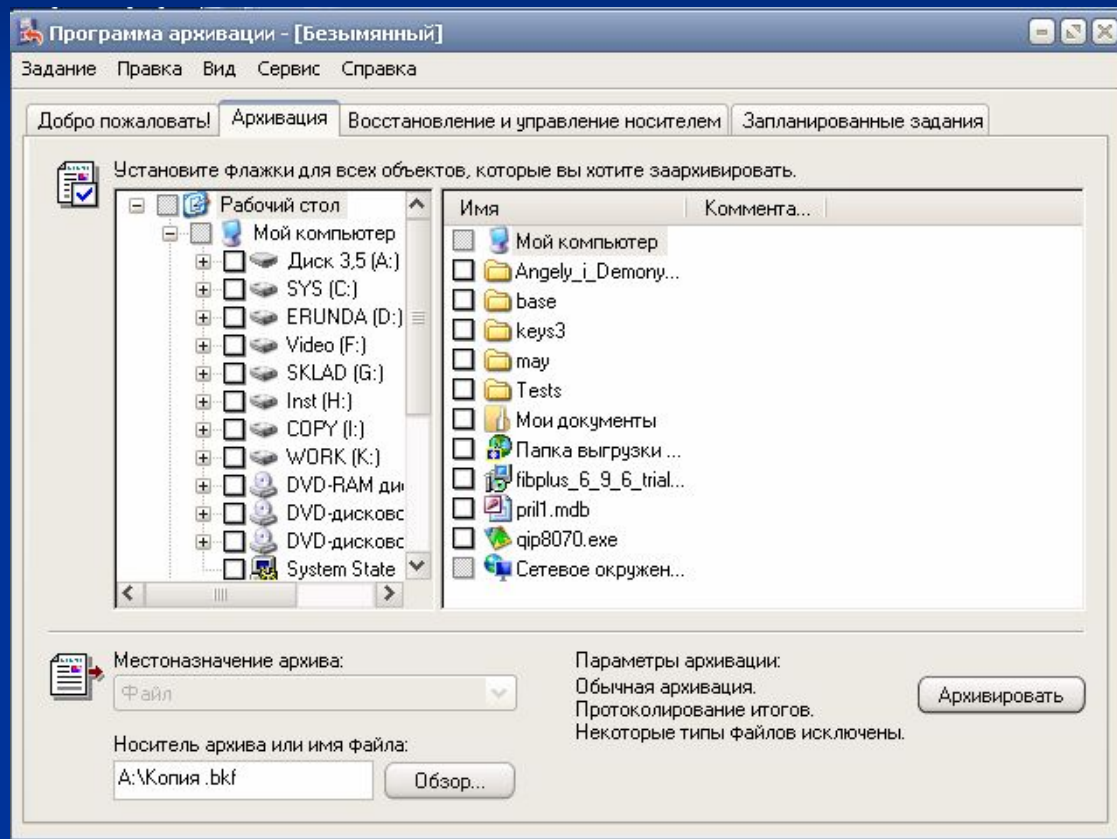 Программа архивации - [Безымянный]
Задание Правка Вид Сервис Справка
Добро пожаловать! Архивация Восстановление и управление носителем Запланированные задания
Установите флажки для всех объектов, которые вы хотите заархивировать.
Рабочий стол
Мой компьютер
Диск 3,5 (A:)
SYS (C:)
ERUNDA (D:)
Video (F:)
SKLAD (G:)
Inst (H:)
COPY (I:)
WORK (K:)
DVD-RAM ди
DVD-дисковс
DVD-дисковс
System State
Имя Коммента...
Мой компьютер
Angely_i_Demony...
base
keys3
may
Tests
Мои документы
Папка выгрузки ...
fibplus_6_9_6_trial...
pril1.mdb
qip8070.exe
Сетевое окружен...
Местоназначение архива:
Файл
Носитель архива или имя файла:
A:\Копия .bkf
Обзор...
Параметры архивации:
Обычная архивация.
Протоколирование итогов.
Некоторые типы файлов исключены.
Архивировать